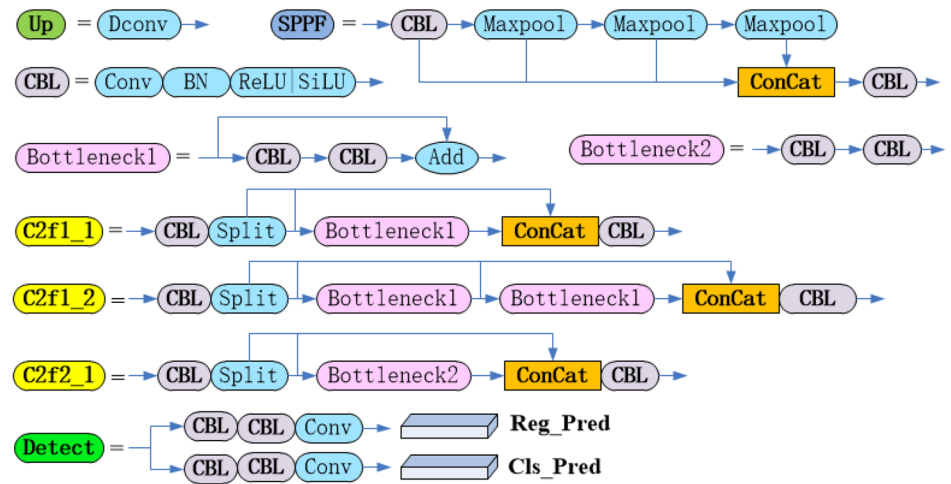 Up = Dconv
SPPF = CBL Maxpool Maxpool Maxpool
ConCat CBL
CBL = Conv BN ReLU|SiLU
Bottleneck1 = CBL CBL Add
Bottleneck2 = CBL CBL
C2f1_1 = CBL Split Bottleneck1 ConCat CBL
C2f1_2 = CBL Split Bottleneck1 Bottleneck1 ConCat CBL
C2f2_1 = CBL Split Bottleneck2 ConCat CBL
Detect =
CBL CBL Conv Reg_Pred
CBL CBL Conv Cls_Pred